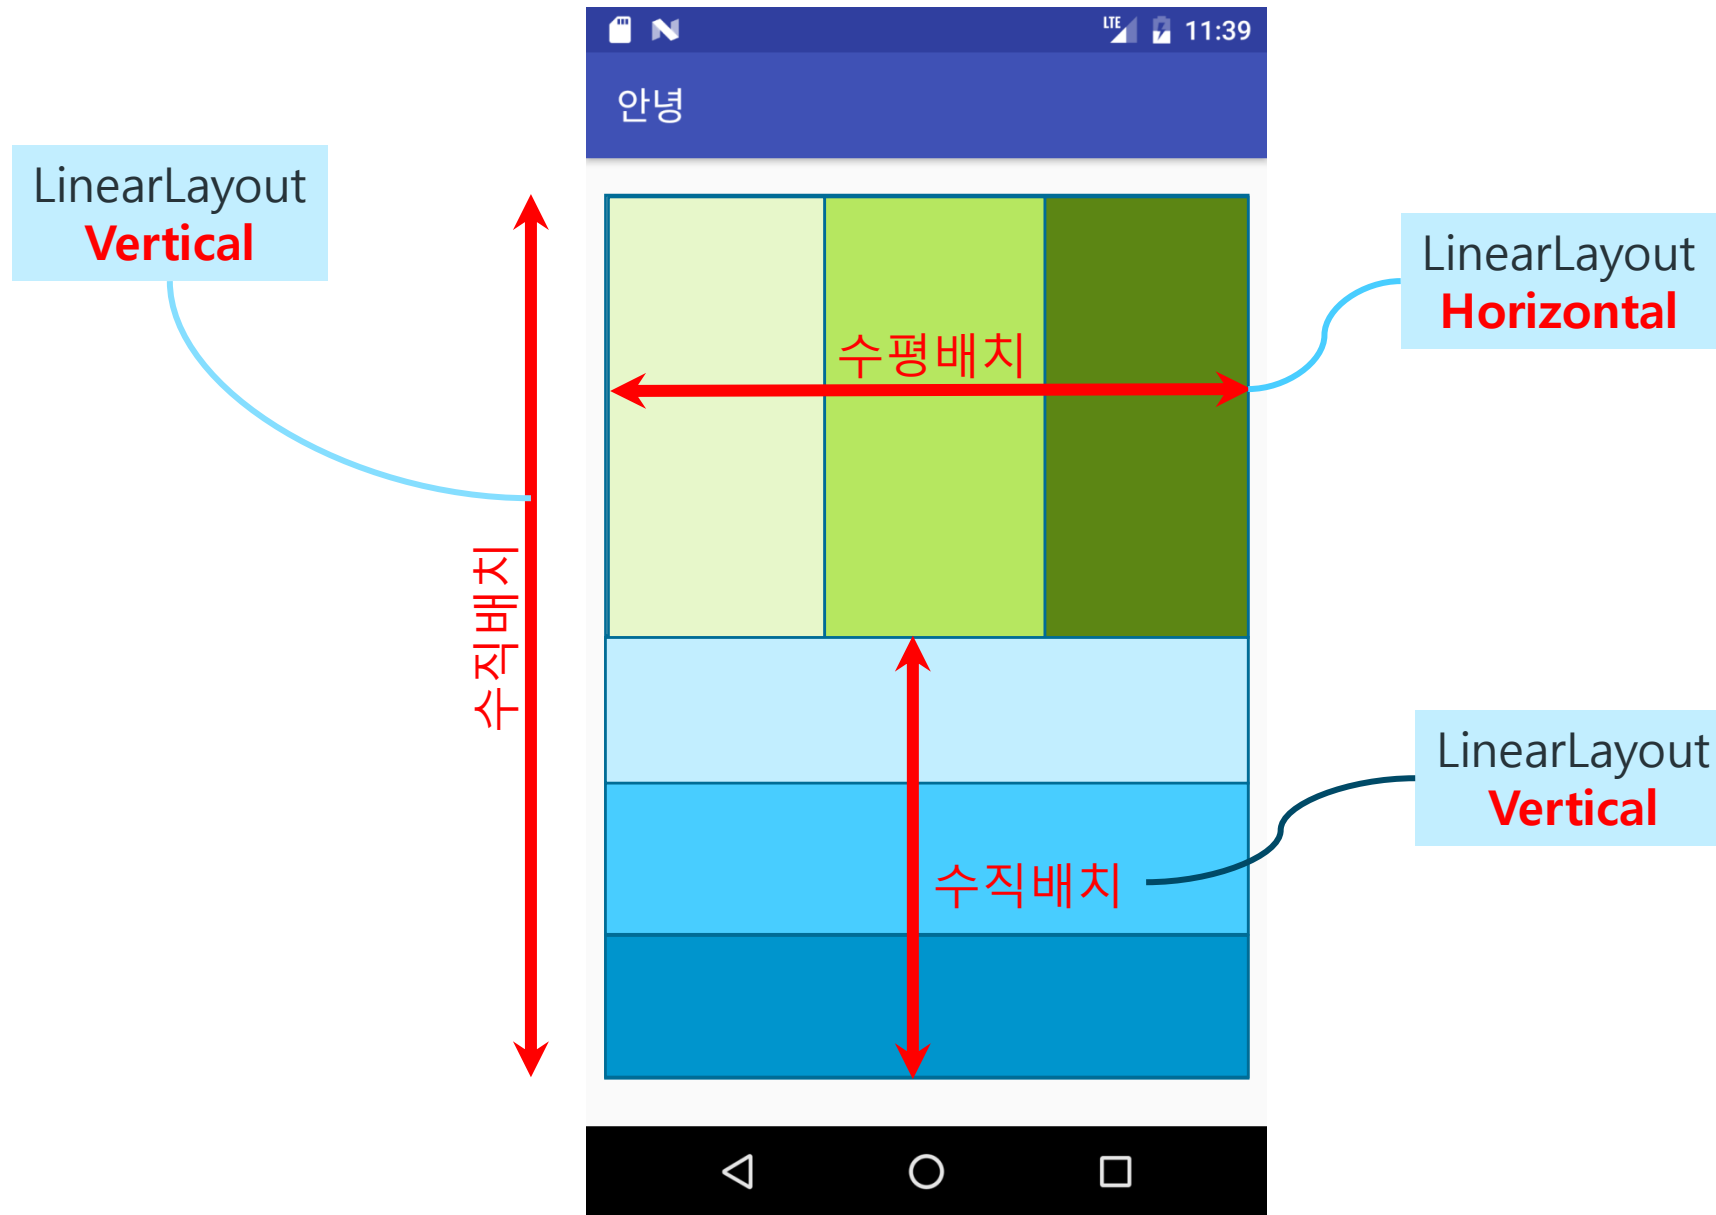 LTE 11:39
안녕
LinearLayout
Vertical
LinearLayout
Horizontal
수평배치
수직배치
LinearLayout
Vertical
수직배치